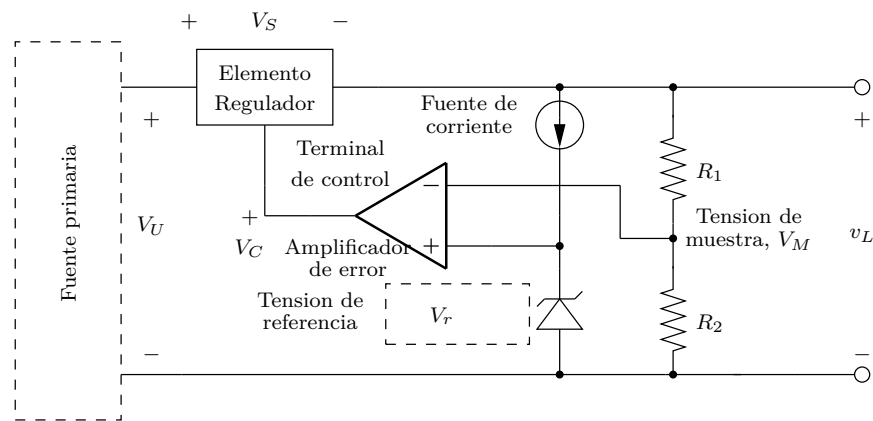 + V_S −
Elemento
Regulador
Fuente de
corriente
+
+
Terminal
de control
Fuente primaria
−
R_1
+
V_U
V_C
Tension de
muestra, V_M
v_L
+
Amplificador
de error
Tension de
referencia
V_r
R_2
−
−